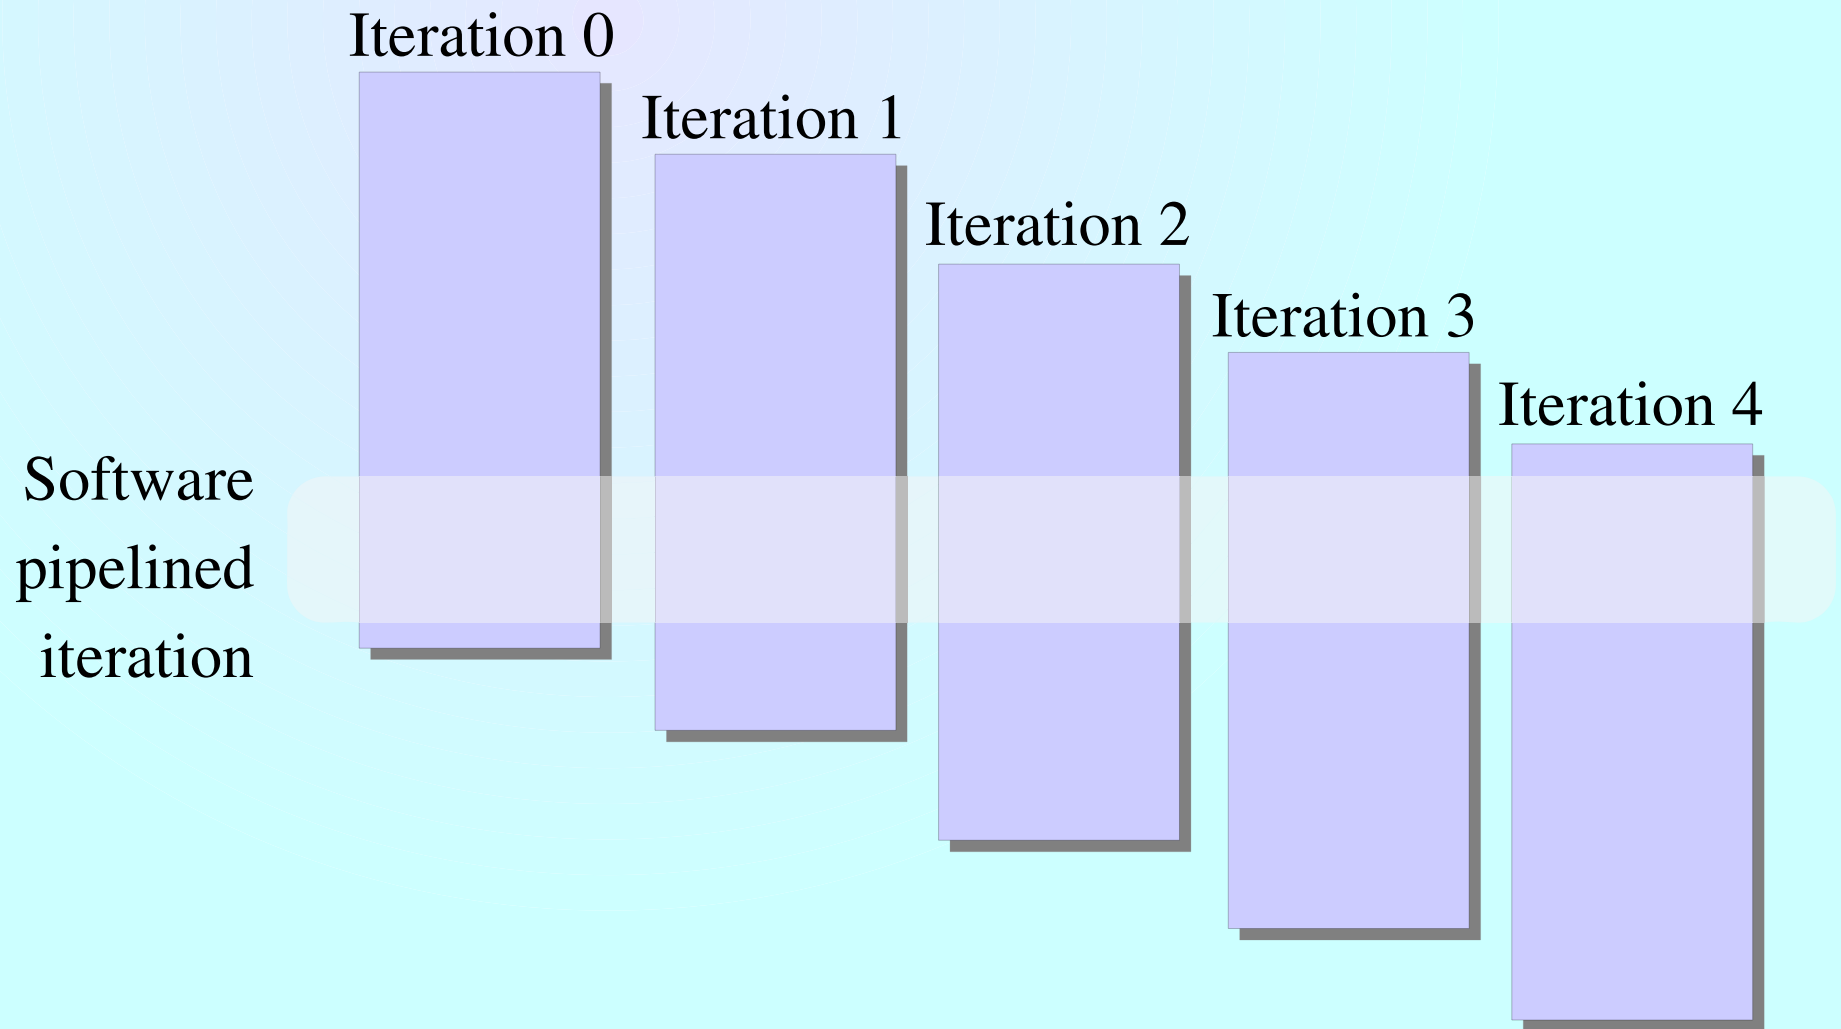 Iteration 0
Iteration 1
Iteration 2
Iteration 3
Iteration 4
Software
pipelined
iteration